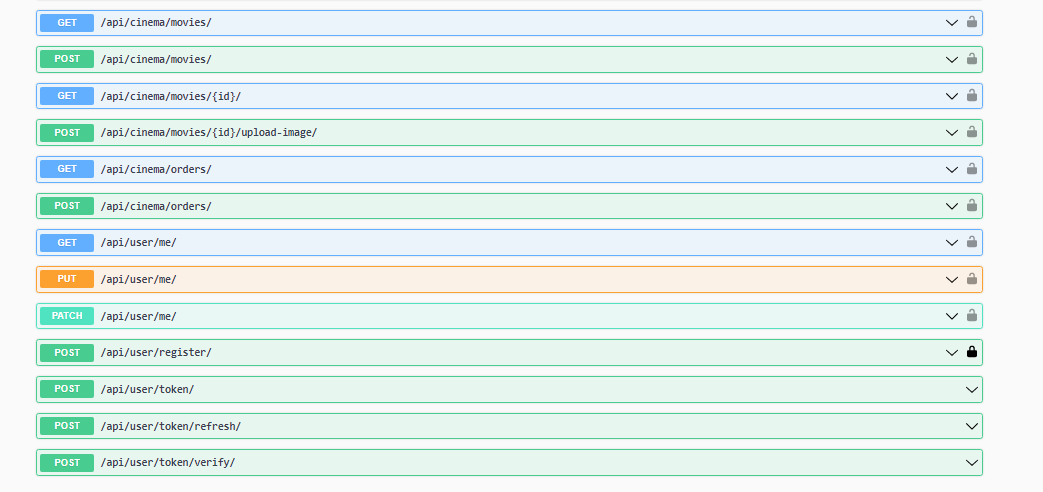 GET /api/cinema/movies/
POST /api/cinema/movies/
GET /api/cinema/movies/{id}/
POST /api/cinema/movies/{id}/upload-image/
GET /api/cinema/orders/
POST /api/cinema/orders/
GET /api/user/me/
PUT /api/user/me/
PATCH /api/user/me/
POST /api/user/register/
POST /api/user/token/
POST /api/user/token/refresh/
POST /api/user/token/verify/